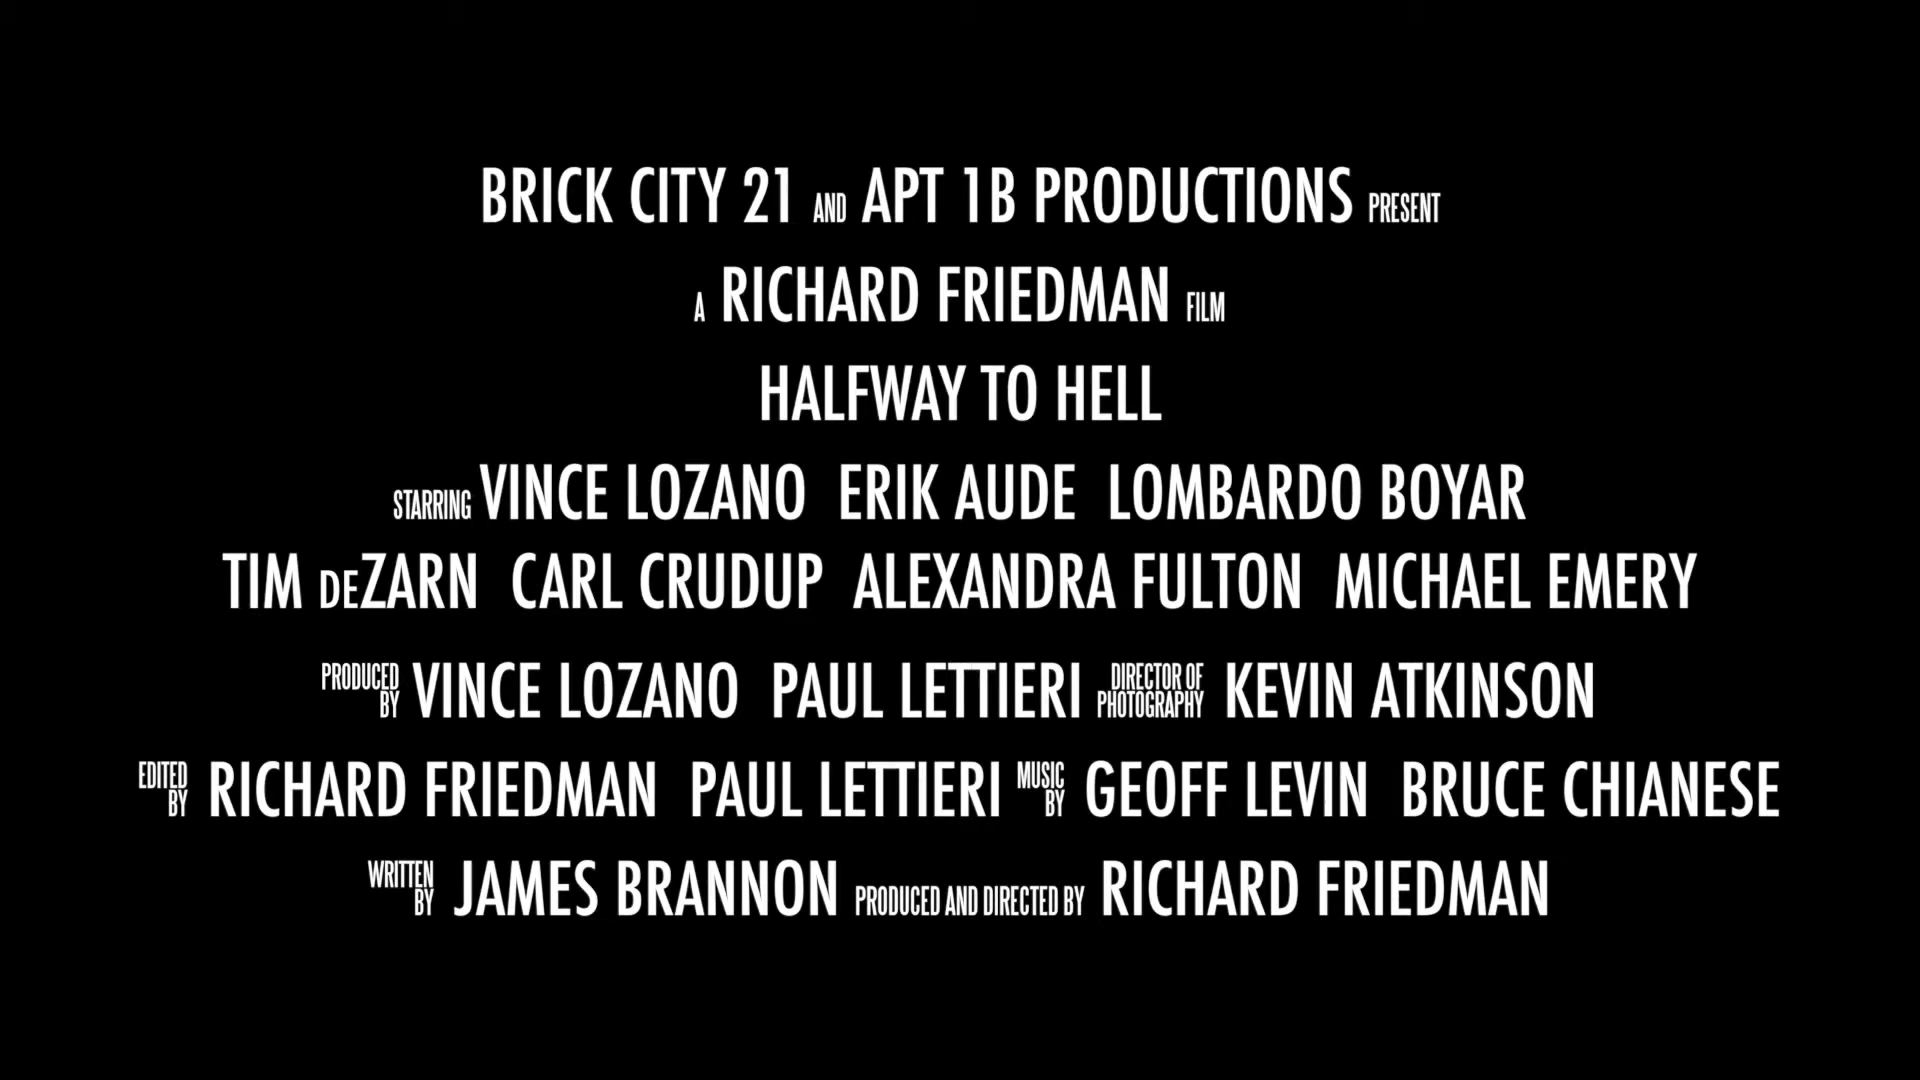 BRICK CITY 21 AND APT 1B PRODUCTIONS PRESENT
A RICHARD FRIEDMAN FILM
HALFWAY TO HELL
STARRING VINCE LOZANO ERIK AUDE LOMBARDO BOYAR
TIM DEZARN CARL CRUDUP ALEXANDRA FULTON MICHAEL EMERY
PRODUCED BY VINCE LOZANO PAUL LETTIERI DIRECTOR OF PHOTOGRAPHY KEVIN ATKINSON
EDITED BY RICHARD FRIEDMAN PAUL LETTIERI MUSIC BY GEOFF LEVIN BRUCE CHIANESE
WRITTEN BY JAMES BRANNON PRODUCED AND DIRECTED BY RICHARD FRIEDMAN